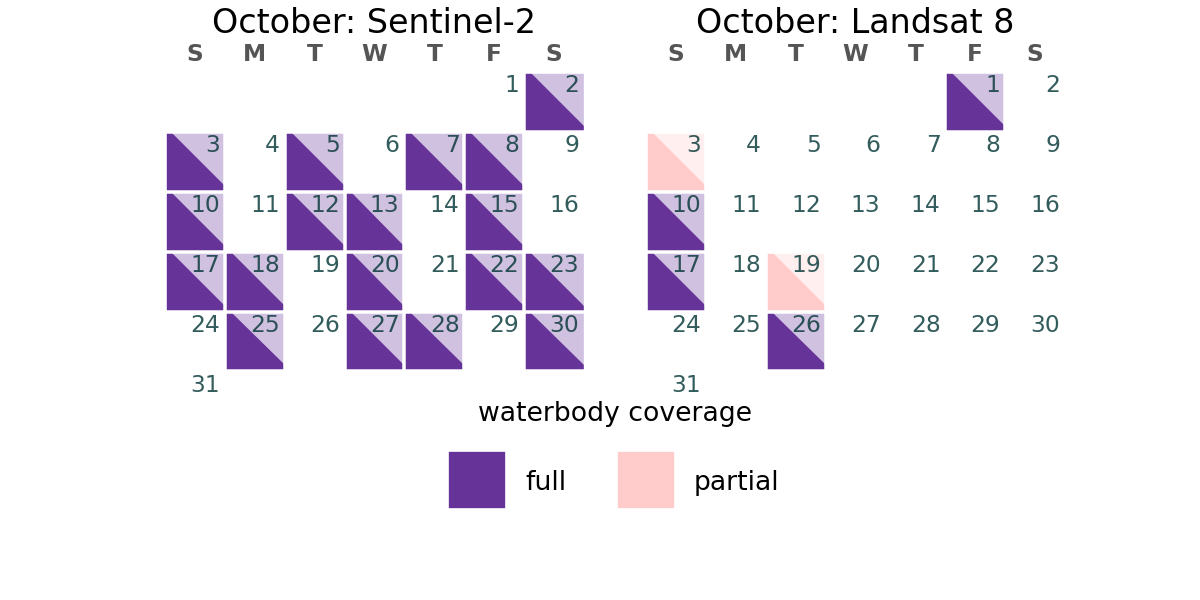 October: Sentinel-2
S M T W T F S
1 2
3 4 5 6 7 8 9
10 11 12 13 14 15 16
17 18 19 20 21 22 23
24 25 26 27 28 29 30
31
October: Landsat 8
S M T W T F S
1 2
3 4 5 6 7 8 9
10 11 12 13 14 15 16
17 18 19 20 21 22 23
24 25 26 27 28 29 30
31
waterbody coverage
full partial